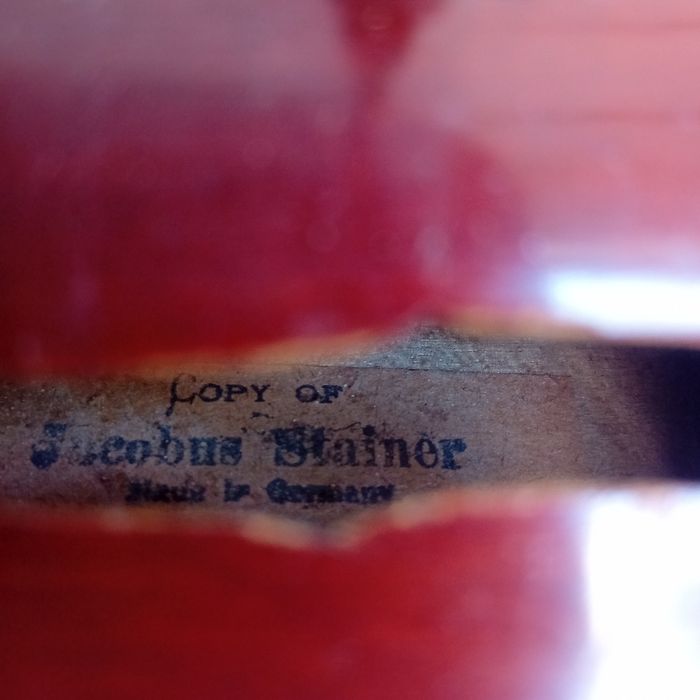 COPY OF
Jacobus Stainer
Made in Germany